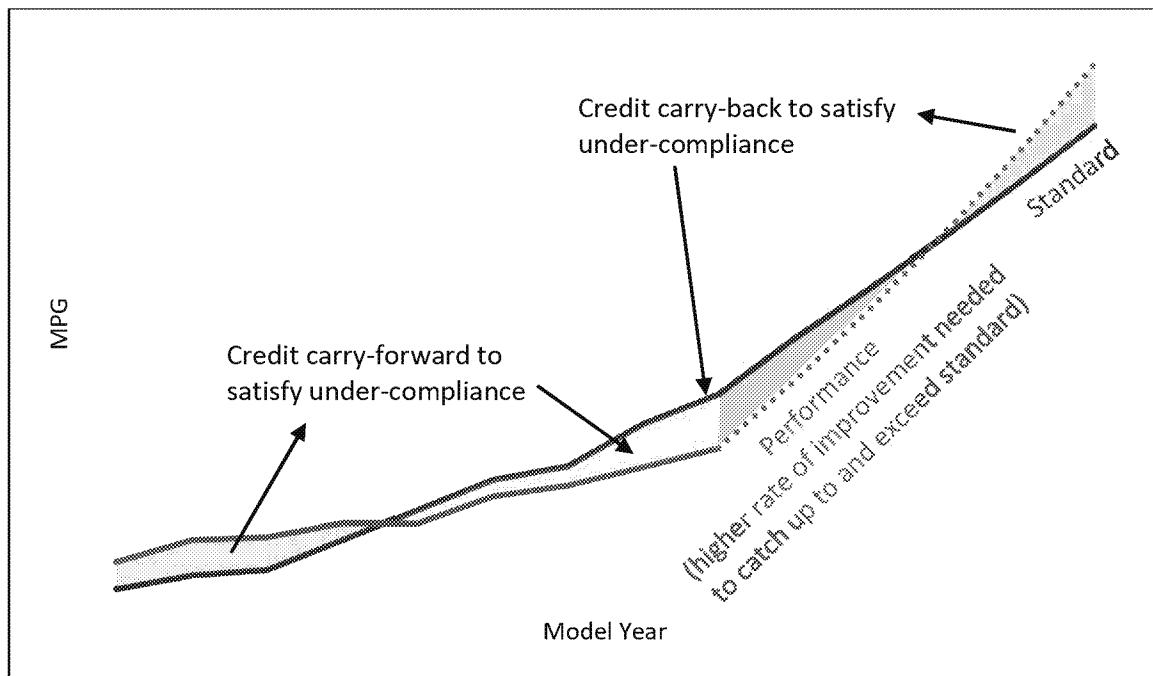 Credit carry-back to satisfy
under-compliance
Standard
MPG
Credit carry-forward to
satisfy under-compliance
Performance
(higher rate of improvement needed
to catch up to and exceed standard)
Model Year